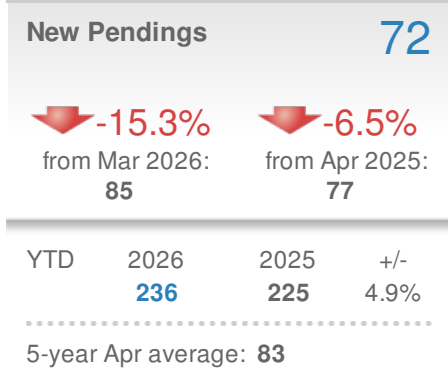 New Pendings 72
-15.3% -6.5%
from Mar 2026: from Apr 2025:
85 77
YTD 2026 2025 +/-
236 225 4.9%
5-year Apr average: 83